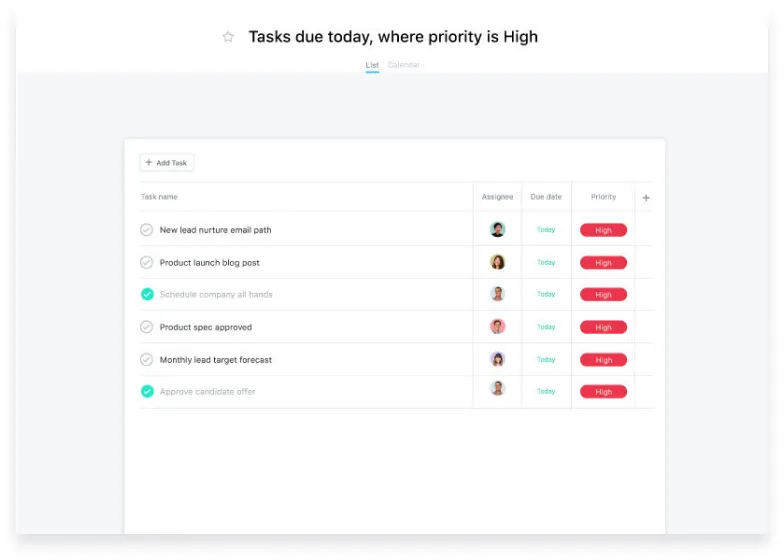 Tasks due today, where priority is High
List Calendar
+ Add Task
Task name Assignee Due date Priority +
New lead nurture email path Today High
Product launch blog post Today High
Schedule company all hands Today High
Product spec approved Today High
Monthly lead target forecast Today High
Approve candidate offer Today High